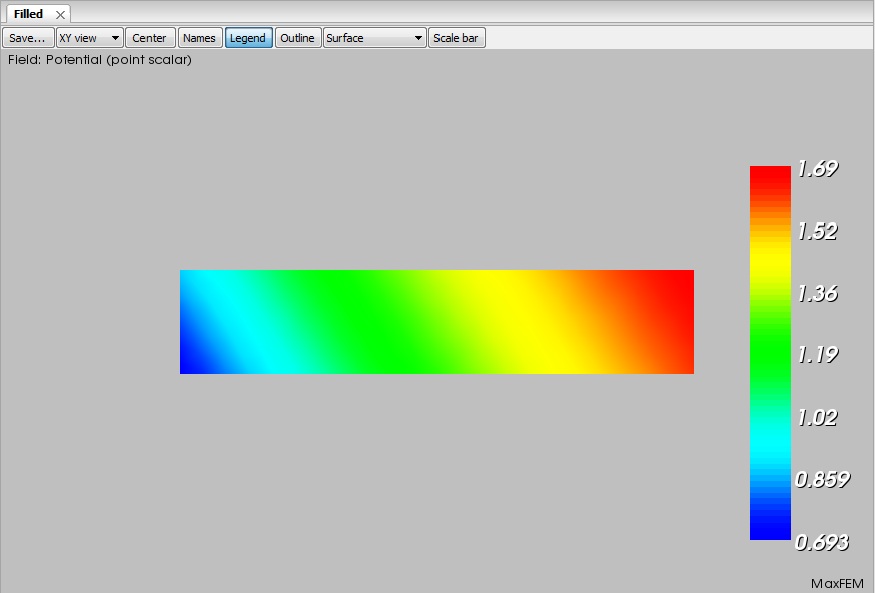 Filled
Save... XY view Center Names Legend Outline Surface Scale bar
Field: Potential (point scalar)
1.69
1.52
1.36
1.19
1.02
0.859
0.693
MaxFEM